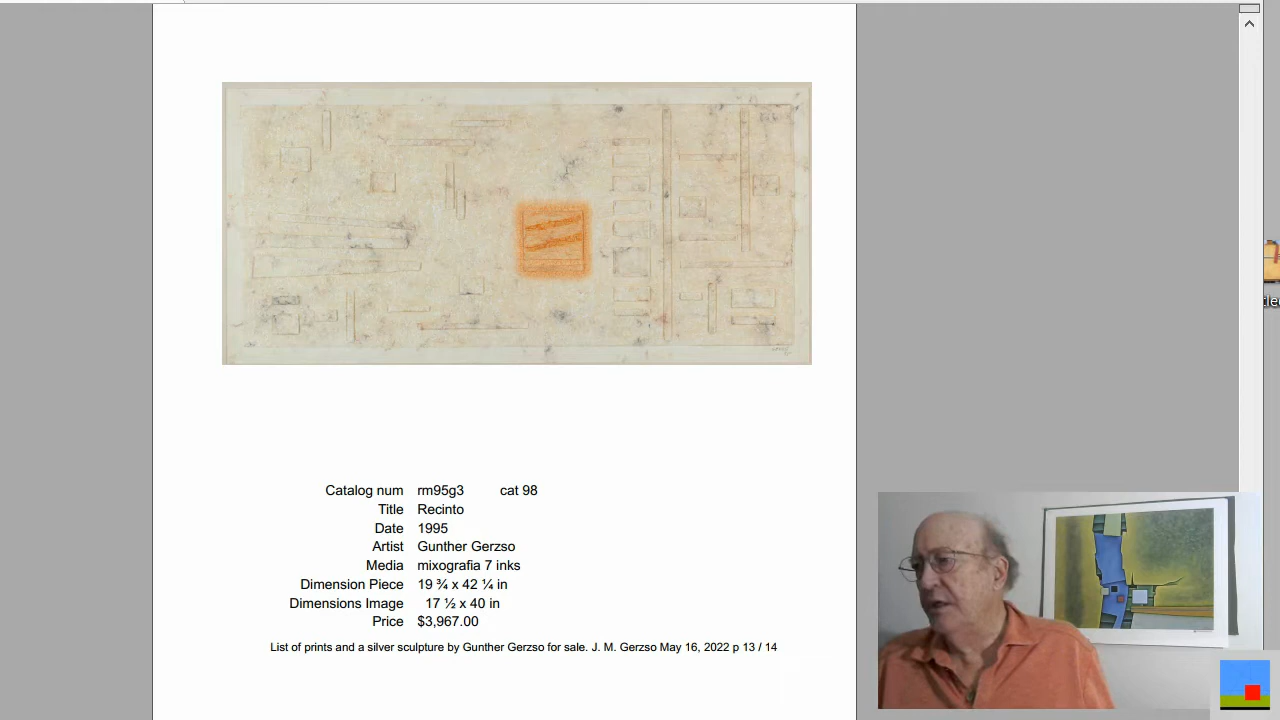 Catalog num rm95g3 cat 98
Title Recinto
Date 1995
Artist Gunther Gerzso
Media mixografia 7 inks
Dimension Piece 19 ¾ x 42 ¼ in
Dimensions Image 17 ½ x 40 in
Price $3,967.00
List of prints and a silver sculpture by Gunther Gerzso for sale. J. M. Gerzso May 16, 2022 p 13 / 14